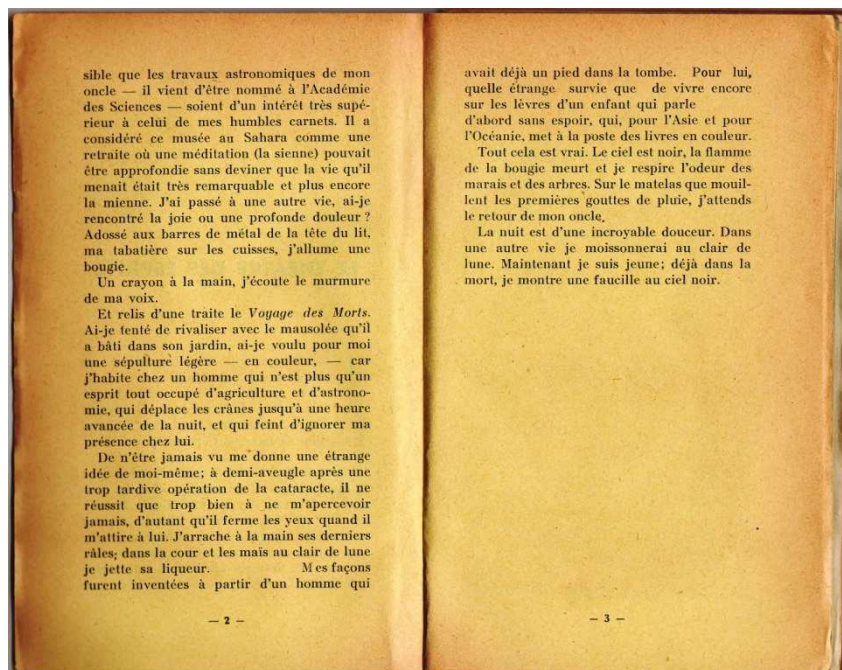 sible que les travaux astronomiques de mon
oncle — il vient d'être nommé à l'Académie
des Sciences — soient d'un intérêt très supé-
rieur à celui de mes humbles carnets. Il a
considéré ce musée au Sahara comme une
retraite où une méditation (la sienne) pouvait
être approfondie sans deviner que la vie qu'il
menait était très remarquable et plus encore
la mienne. J'ai passé à une autre vie, ai-je
rencontré la joie ou une profonde douleur ?
Adossé aux barres de métal de la tête du lit,
ma tabatière sur les cuisses, j'allume une
bougie.
Un crayon à la main, j'écoute le murmure
de ma voix.
Et relis d'une traite le Voyage des Morts.
Ai-je tenté de rivaliser avec le mausolée qu'il
a bâti dans son jardin, ai-je voulu pour moi
une sépulture légère — en couleur, — car
j'habite chez un homme qui n'est plus qu'un
esprit tout occupé d'agriculture et d'astrono-
mie, qui déplace les crânes jusqu'à une heure
avancée de la nuit, et qui feint d'ignorer ma
présence chez lui.
De n'être jamais vu me donne une étrange
idée de moi-même; à demi-aveugle après une
trop tardive opération de la cataracte, il ne
réussit que trop bien à ne m'apercevoir
jamais, d'autant qu'il ferme les yeux quand il
m'attire à lui. J'arrache à la main ses derniers
râles; dans la cour et les maïs au clair de lune
je jette sa liqueur. Mes façons
furent inventées à partir d'un homme qui
— 2 —
avait déjà un pied dans la tombe. Pour lui,
quelle étrange survie que de vivre encore
sur les lèvres d'un enfant qui parle
d'abord sans espoir, qui, pour l'Asie et pour
l'Océanie, met à la poste des livres en couleur.
Tout cela est vrai. Le ciel est noir, la flamme
de la bougie meurt et je respire l'odeur des
marais et des arbres. Sur le matelas que mouil-
lent les premières gouttes de pluie, j'attends
le retour de mon oncle.
La nuit est d'une incroyable douceur. Dans
une autre vie je moissonnerai au clair de
lune. Maintenant je suis jeune; déjà dans la
mort, je montre une faucille au ciel noir.
— 3 —